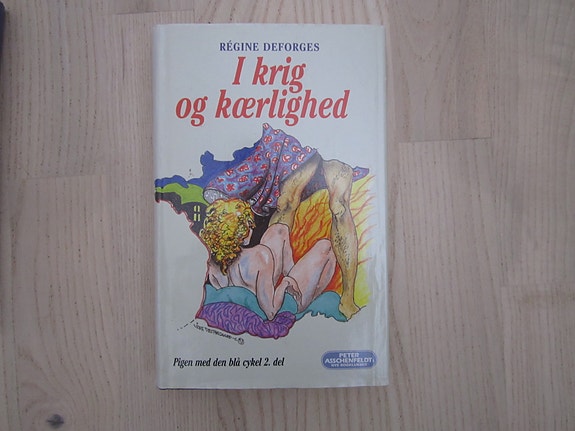 RÉGINE DEFORGES
I krig
og kærlighed
Pigen med den blå cykel 2. del
PETER
ASSCHENFELDT